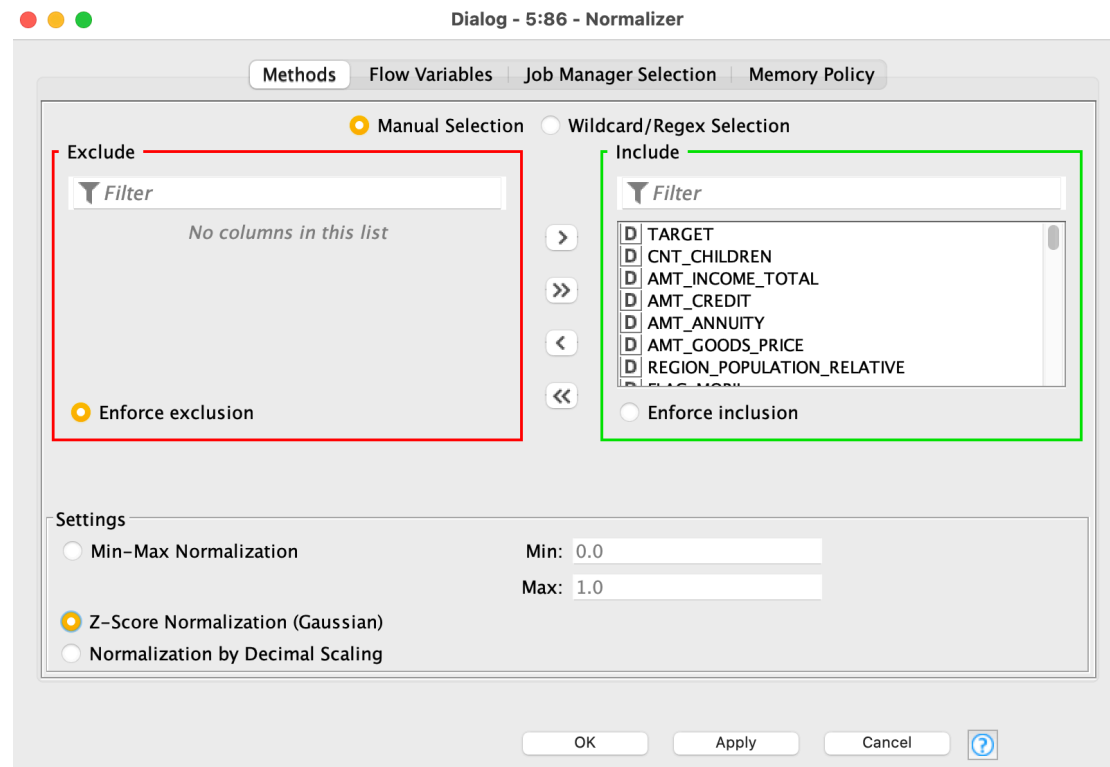 Dialog - 5:86 - Normalizer
Methods Flow Variables Job Manager Selection Memory Policy
Manual Selection Wildcard/Regex Selection
Exclude
Filter
No columns in this list
Enforce exclusion
>
>>
<
<<
Include
Filter
D TARGET
D CNT_CHILDREN
D AMT_INCOME_TOTAL
D AMT_CREDIT
D AMT_ANNUITY
D AMT_GOODS_PRICE
D REGION_POPULATION_RELATIVE
Enforce inclusion
Settings
Min-Max Normalization
Min: 0.0
Max: 1.0
Z-Score Normalization (Gaussian)
Normalization by Decimal Scaling
OK Apply Cancel ?